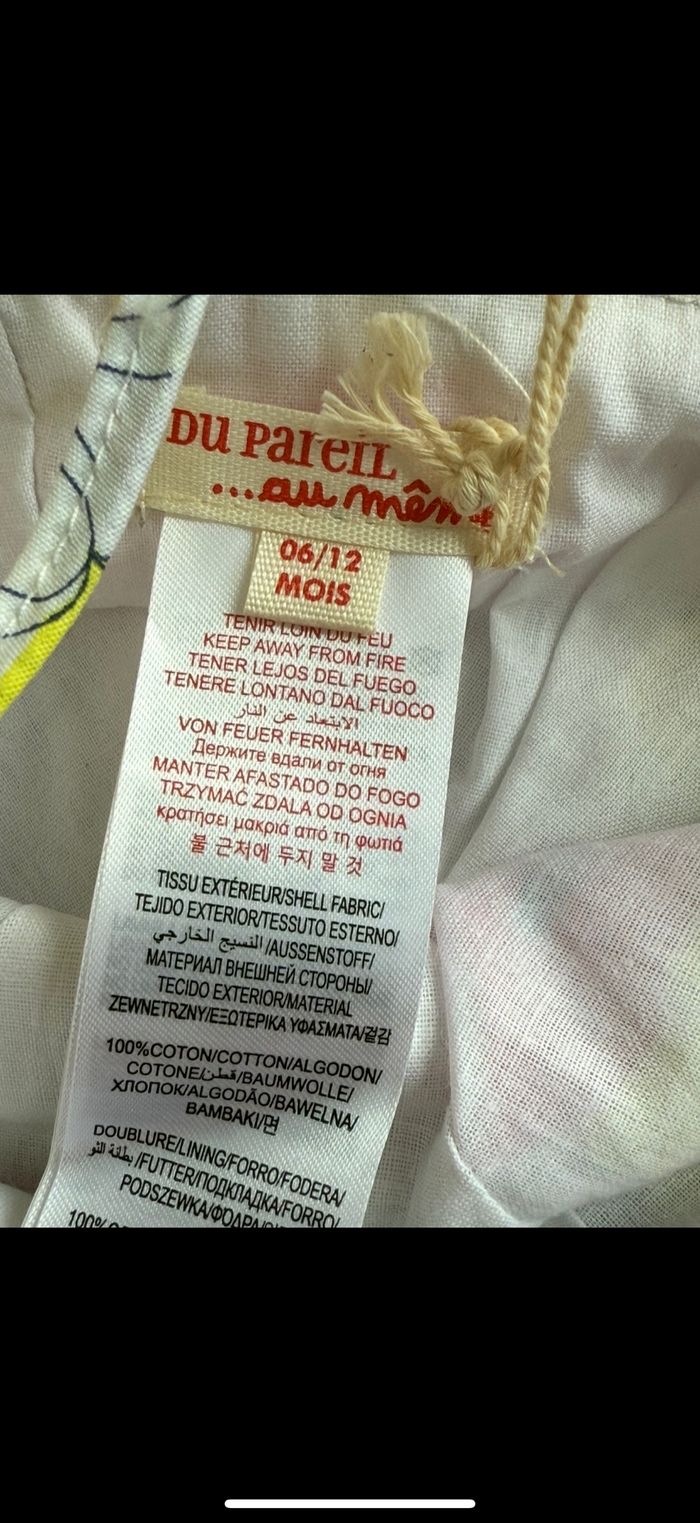 DU PAREIL
...au même
06/12
MOIS
TENIR LOIN DU FEU
KEEP AWAY FROM FIRE
TENER LEJOS DEL FUEGO
TENERE LONTANO DAL FUOCO
الابتعاد عن النار
VON FEUER FERNHALTEN
Держите вдали от огня
MANTER AFASTADO DO FOGO
TRZYMAĆ ZDALA OD OGNIA
κρατήσει μακριά από τη φωτιά
불 근처에 두지 말 것
TISSU EXTÉRIEUR/SHELL FABRIC/
TEJIDO EXTERIOR/TESSUTO ESTERNO/
النسيج الخارجي /AUSSENSTOFF/
МАТЕРИАЛ ВНЕШНЕЙ СТОРОНЫ/
TECIDO EXTERIOR/MATERIAL
ZEWNETRZNY/ΕΞΩΤΕΡΙΚΑ ΥΦΑΣΜΑΤΑ/겉감
100%COTON/COTTON/ALGODON/
COTONE/قطن/BAUMWOLLE/
ХЛОПОК/ALGODÃO/BAWELNA/
BAMBAKI/면
DOUBLURE/LINING/FORRO/FODERA/
بطانة /FUTTER/ПОДКЛАДКА/FORRO/
PODSZEWKA/ΦΟΔΡΑ/
100%